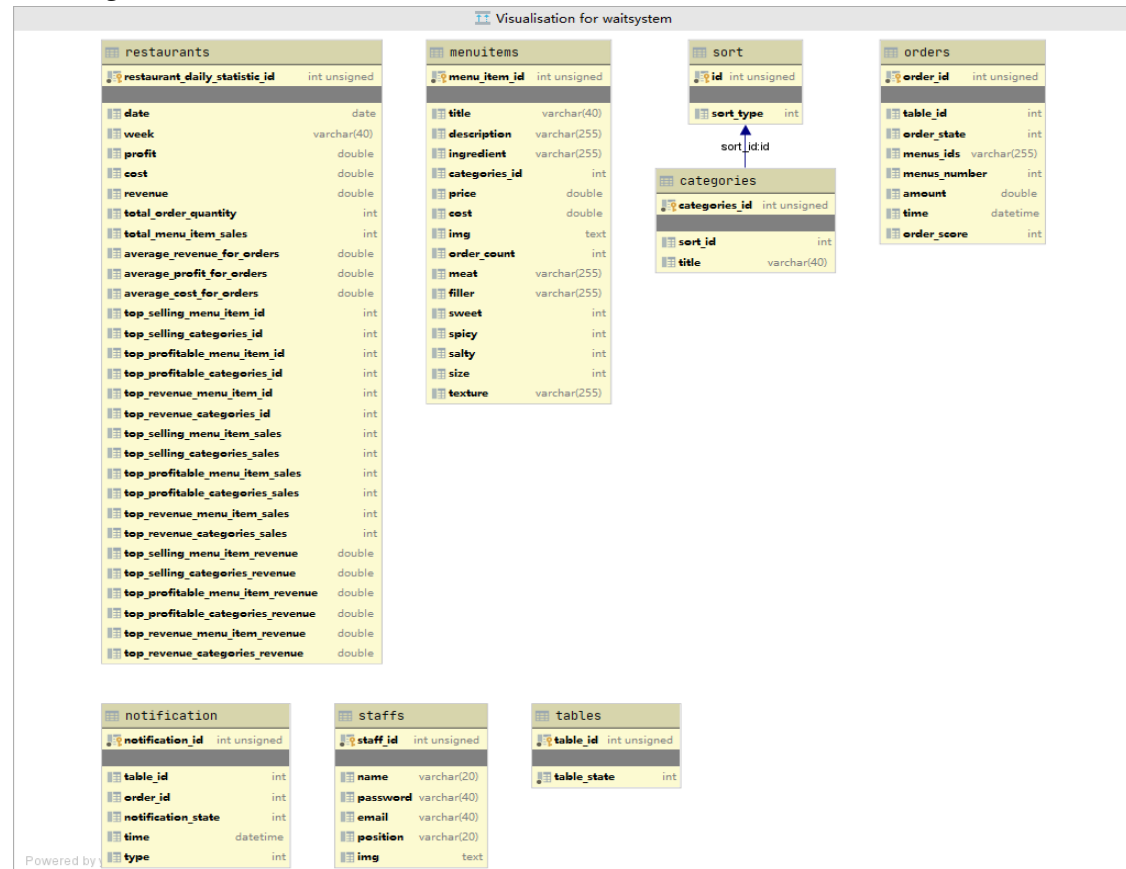 Visualisation for waitsystem
restaurants
restaurant_daily_statistic_id int unsigned
date date
week varchar(40)
profit double
cost double
revenue double
total_order_quantity int
total_menu_item_sales int
average_revenue_for_orders double
average_profit_for_orders double
average_cost_for_orders double
top_selling_menu_item_id int
top_selling_categories_id int
top_profitable_menu_item_id int
top_profitable_categories_id int
top_revenue_menu_item_id int
top_revenue_categories_id int
top_selling_menu_item_sales int
top_selling_categories_sales int
top_profitable_menu_item_sales int
top_profitable_categories_sales int
top_revenue_menu_item_sales int
top_revenue_categories_sales int
top_selling_menu_item_revenue double
top_selling_categories_revenue double
top_profitable_menu_item_revenue double
top_profitable_categories_revenue double
top_revenue_menu_item_revenue double
top_revenue_categories_revenue double
menuitems
menu_item_id int unsigned
title varchar(40)
description varchar(255)
ingredient varchar(255)
categories_id int
price double
cost double
img text
order_count int
meat varchar(255)
filler varchar(255)
sweet int
spicy int
salty int
size int
texture varchar(255)
sort
id int unsigned
sort_type int
sort_id:id
categories
categories_id int unsigned
sort_id int
title varchar(40)
orders
order_id int unsigned
table_id int
order_state int
menus_ids varchar(255)
menus_number int
amount double
time datetime
order_score int
notification
notification_id int unsigned
table_id int
order_id int
notification_state int
time datetime
type int
staffs
staff_id int unsigned
name varchar(20)
password varchar(40)
email varchar(40)
position varchar(20)
img text
tables
table_id int unsigned
table_state int
Powered by